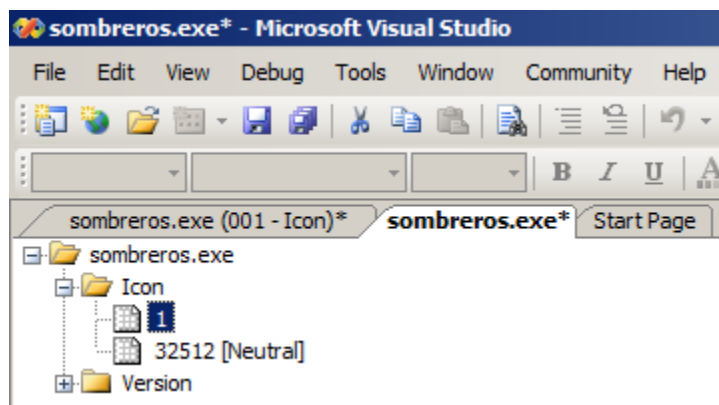 sombreros.exe* - Microsoft Visual Studio
File Edit View Debug Tools Window Community Help
B I U A
sombreros.exe (001 - Icon)* sombreros.exe* Start Page
sombreros.exe
Icon
1
32512 [Neutral]
Version